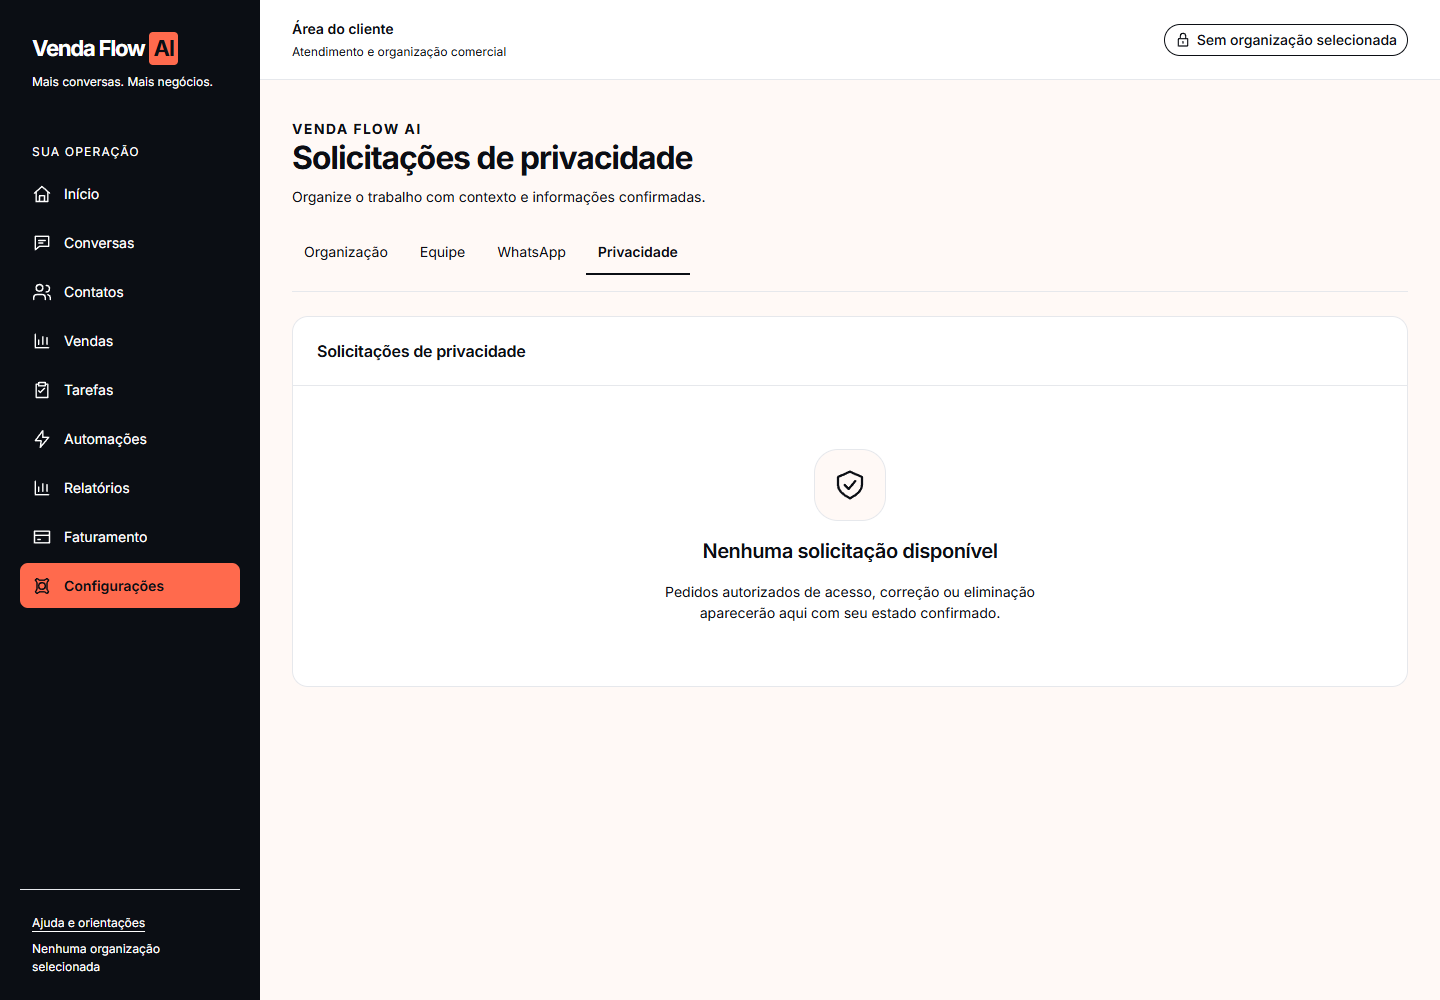 Venda Flow AI
Mais conversas. Mais negócios.
SUA OPERAÇÃO
Início
Conversas
Contatos
Vendas
Tarefas
Automações
Relatórios
Faturamento
Configurações
Ajuda e orientações
Nenhuma organização
selecionada
Área do cliente
Atendimento e organização comercial
Sem organização selecionada
VENDA FLOW AI
Solicitações de privacidade
Organize o trabalho com contexto e informações confirmadas.
Organização Equipe WhatsApp Privacidade
Solicitações de privacidade
Nenhuma solicitação disponível
Pedidos autorizados de acesso, correção ou eliminação
aparecerão aqui com seu estado confirmado.